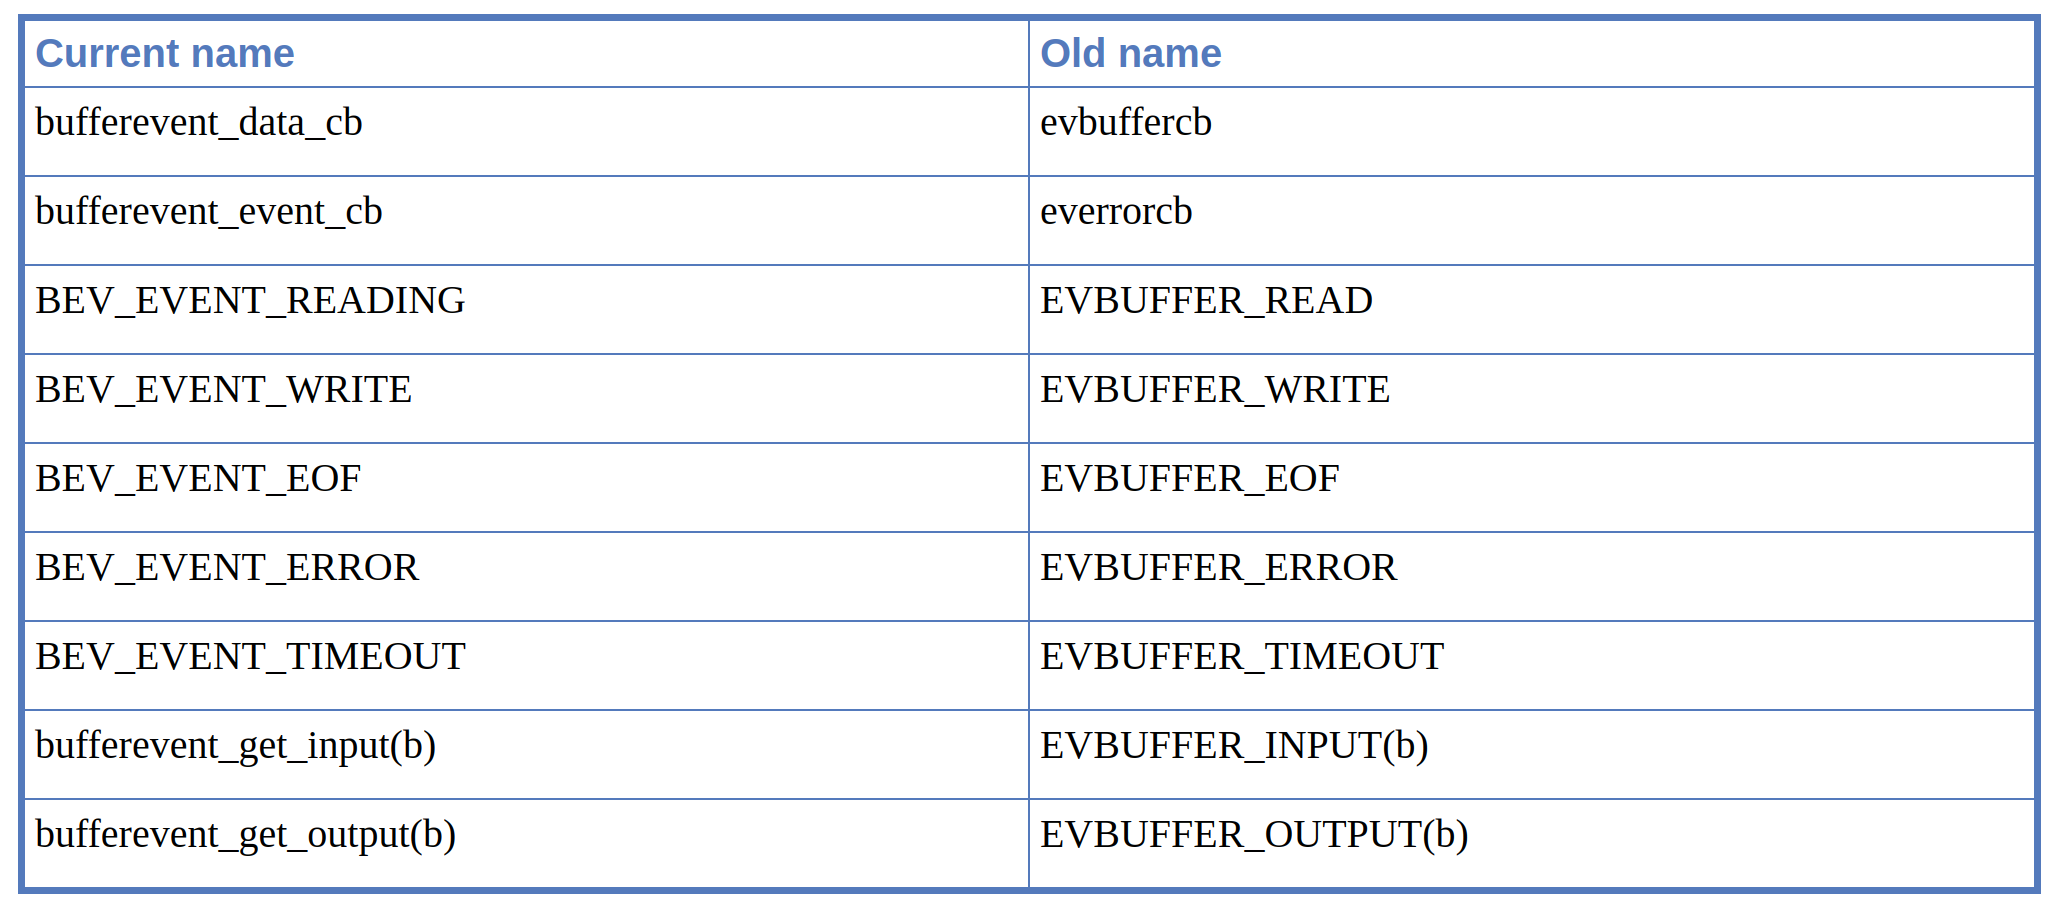 Current name Old name
bufferevent_data_cb evbuffercb
bufferevent_event_cb everrorcb
BEV_EVENT_READING EVBUFFER_READ
BEV_EVENT_WRITE EVBUFFER_WRITE
BEV_EVENT_EOF EVBUFFER_EOF
BEV_EVENT_ERROR EVBUFFER_ERROR
BEV_EVENT_TIMEOUT EVBUFFER_TIMEOUT
bufferevent_get_input(b) EVBUFFER_INPUT(b)
bufferevent_get_output(b) EVBUFFER_OUTPUT(b)